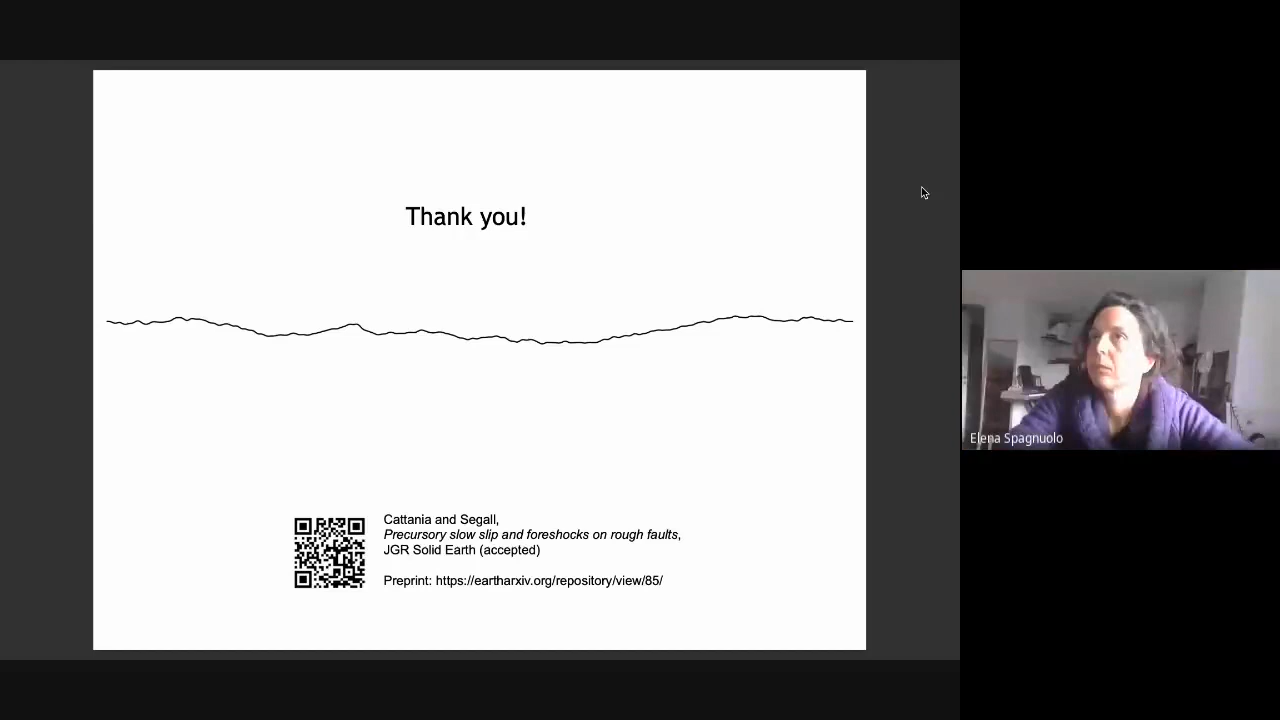 Thank you!
Cattania and Segall,
Precursory slow slip and foreshocks on rough faults,
JGR Solid Earth (accepted)
Preprint: https://eartharxiv.org/repository/view/85/
Elena Spagnuolo